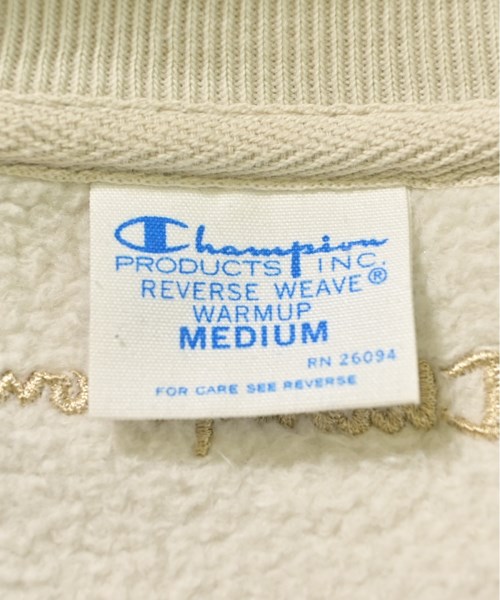 Champion
PRODUCTS INC.
REVERSE WEAVE®
WARMUP
MEDIUM
RN 26094
FOR CARE SEE REVERSE